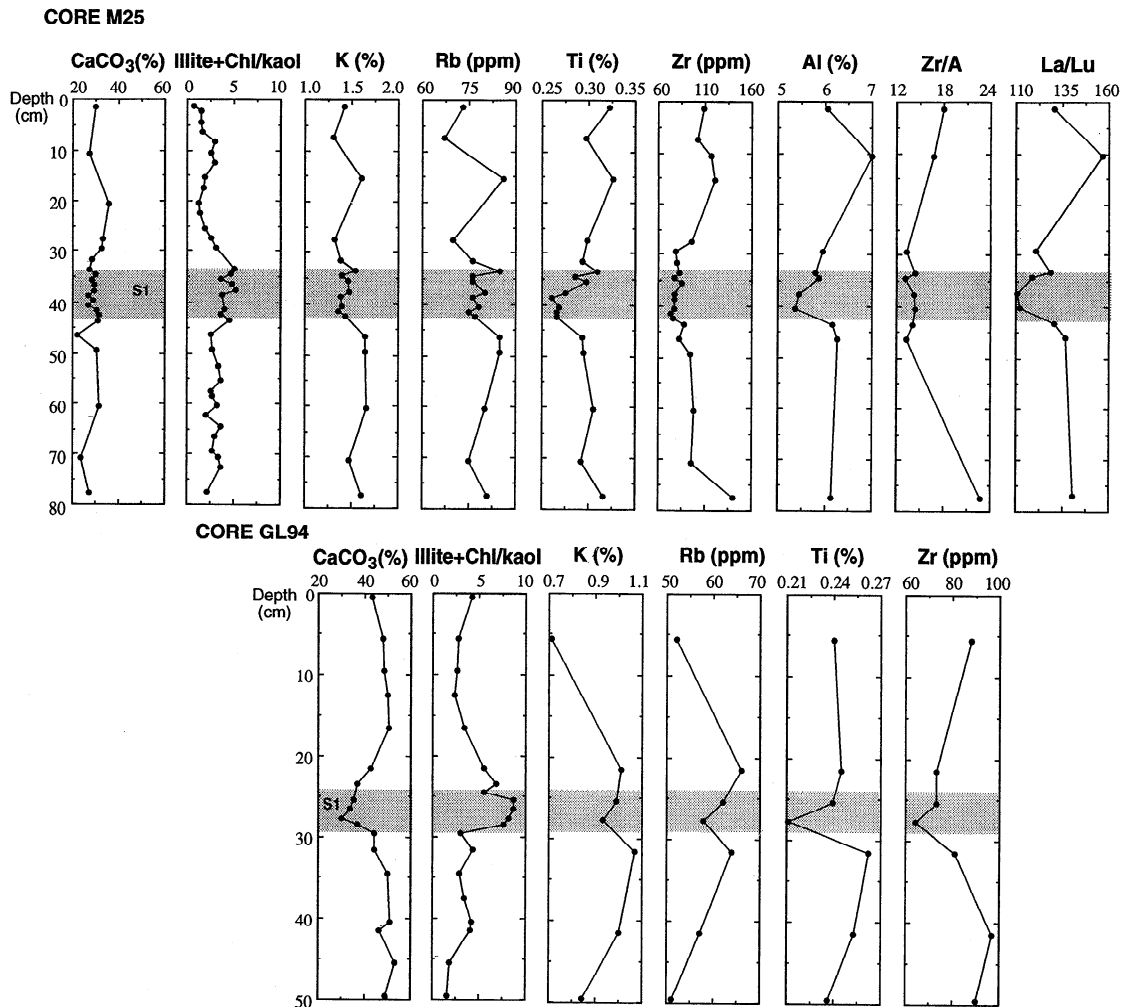 CORE M25
CaCO3(%) Illite+Chl/kaol K (%) Rb (ppm) Ti (%) Zr (ppm) Al (%) Zr/A La/Lu
Depth (cm)
20 40 60 0 5 10 1.0 1.5 2.0 60 75 90 0.25 0.30 0.35 60 110 160 5 6 7 12 18 24 110 135 160
0
10
20
30
S1
40
50
60
70
80
CORE GL94
CaCO3(%) Illite+Chl/kaol K (%) Rb (ppm) Ti (%) Zr (ppm)
20 40 60 0 5 10 0.7 0.9 1.1 50 60 70 0.21 0.24 0.27 60 80 100
Depth (cm)
0
10
20
S1
30
40
50